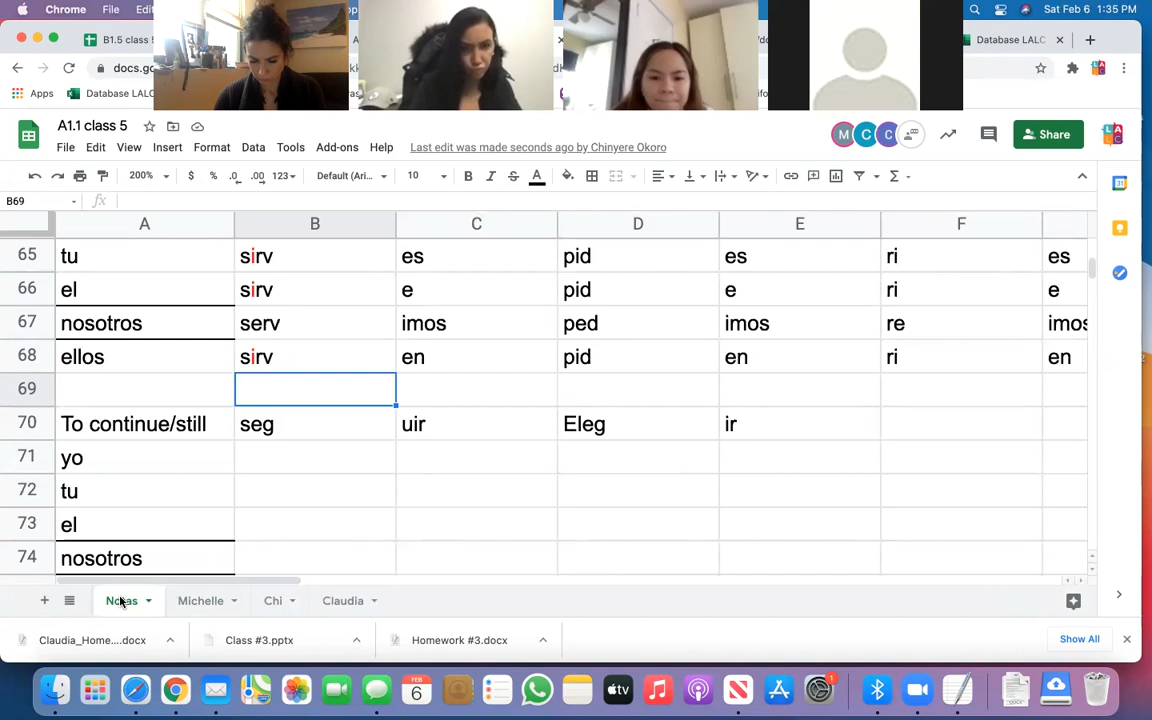 Chrome File Edit Sat Feb 6 1:35 PM
B1.5 class 5 Database LALC
docs.go
Apps Database LALC
A1.1 class 5
File Edit View Insert Format Data Tools Add-ons Help Last edit was made seconds ago by Chinyere Okoro M C C Share
200% $ % .0 .00 123 Default (Ari... 10 B I S A Σ
B69 fx
A B C D E F
65 tu sirv es pid es ri es
66 el sirv e pid e ri e
67 nosotros serv imos ped imos re imos
68 ellos sirv en pid en ri en
69
70 To continue/still seg uir Eleg ir
71 yo
72 tu
73 el
74 nosotros
+ Notas Michelle Chi Claudia
Claudia_Home....docx Class #3.pptx Homework #3.docx Show All
FEB 6 tv 1